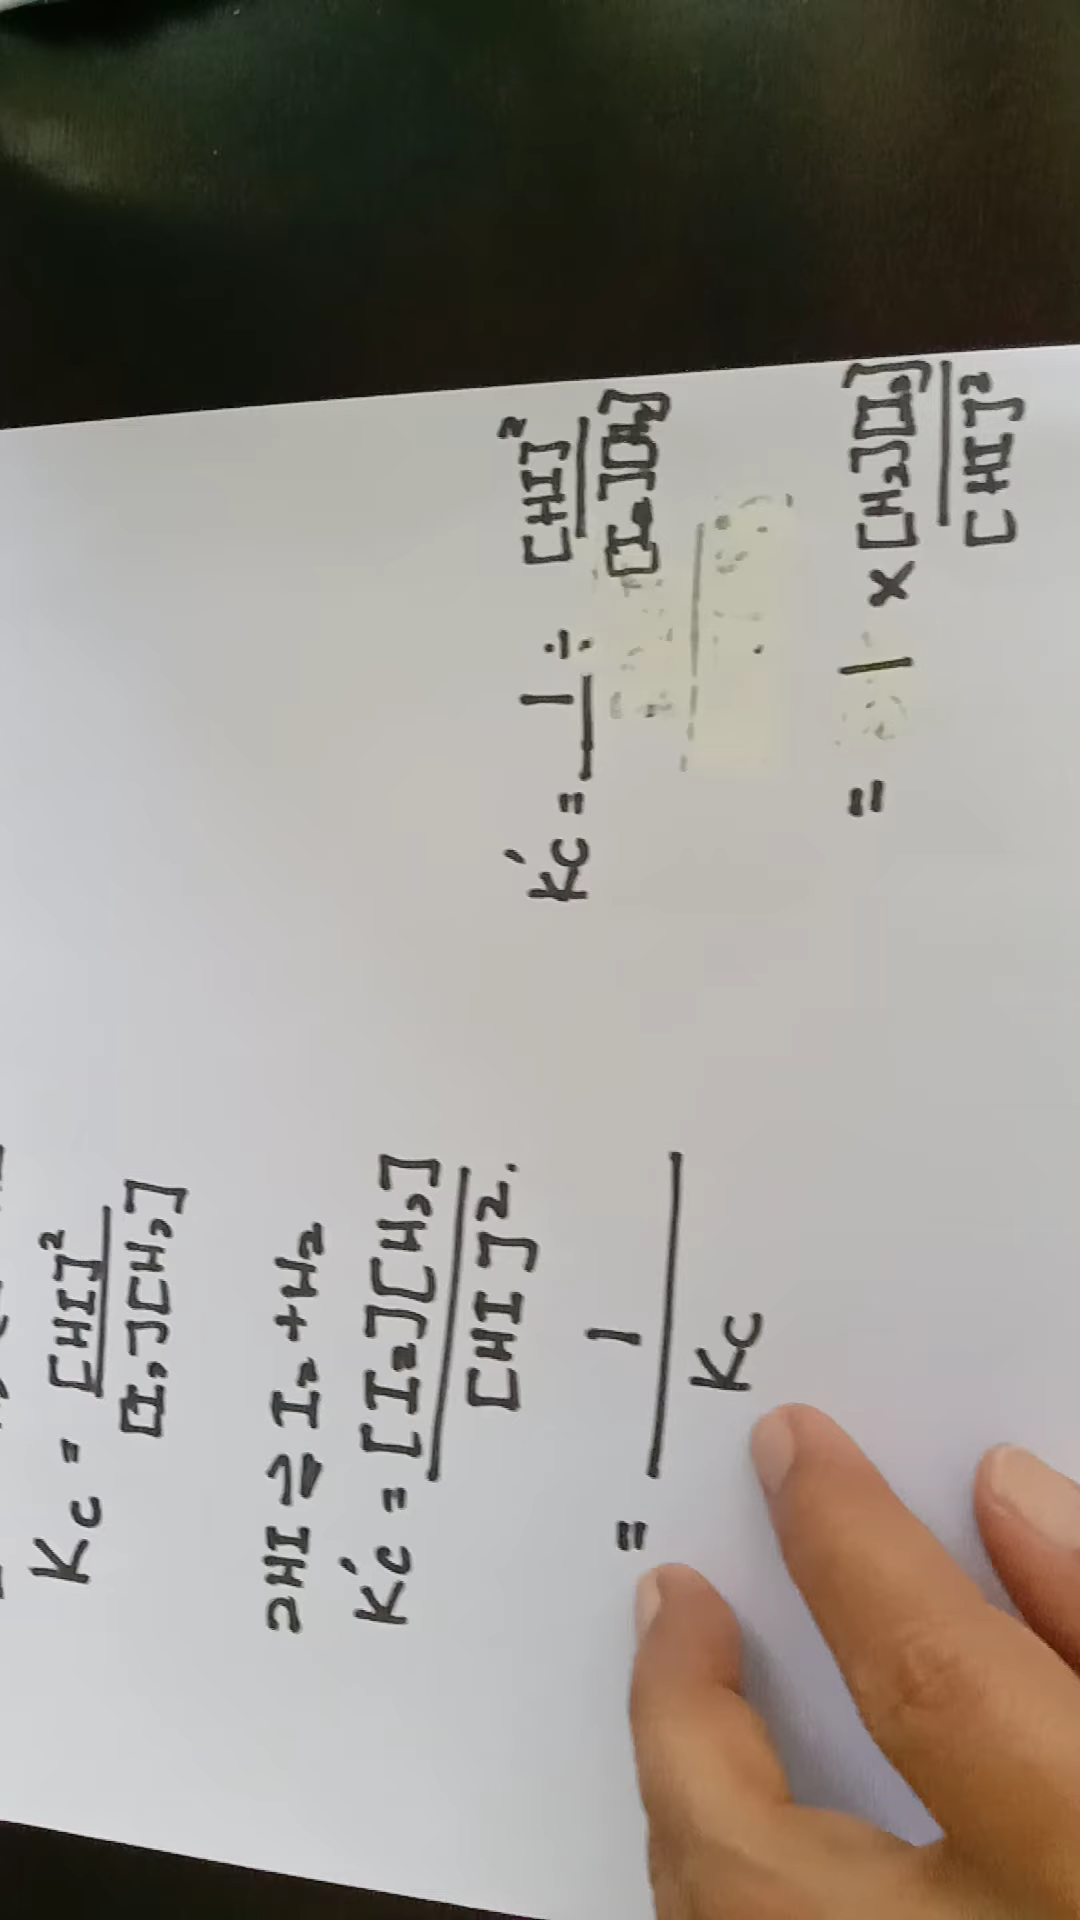 Kc = [HI]²
[I₂][H₂]
2HI ⇌ I₂ + H₂
K'c = [I₂][H₂]
[HI]².
= 1
Kc
K'c = 1 ÷ [HI]²
[I₂][H₂]
= 1 × [H₂][I₂]
[HI]²